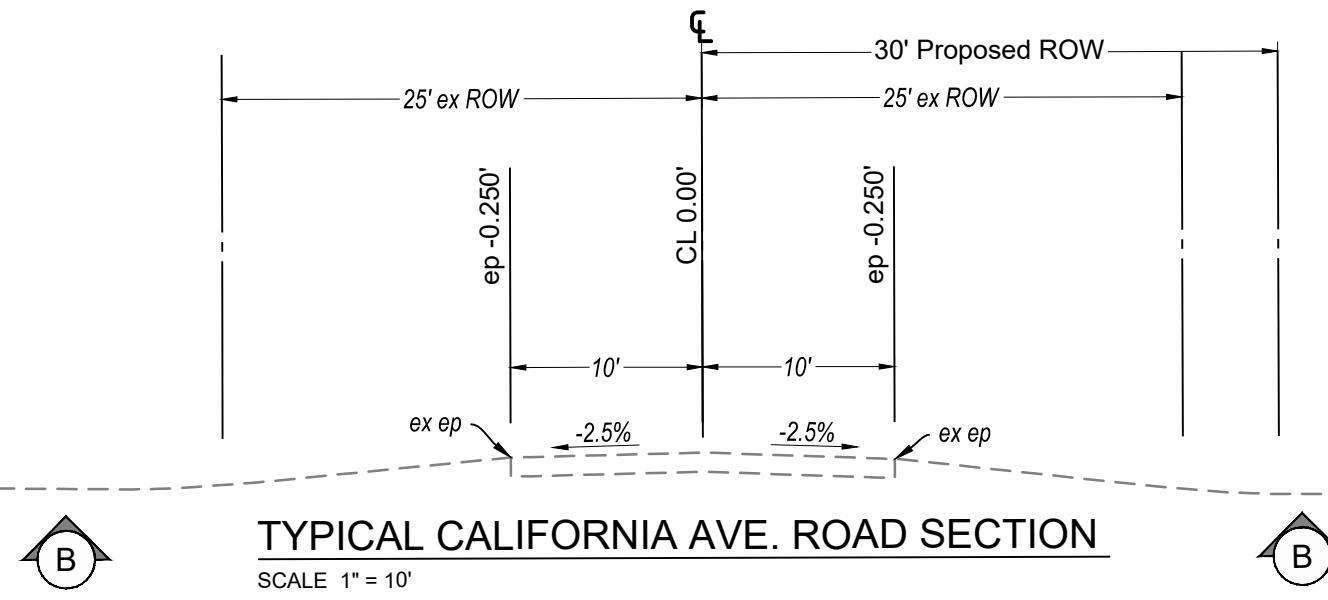 ℄
30' Proposed ROW
25' ex ROW
25' ex ROW
ep -0.250'
CL 0.00'
ep -0.250'
10'
10'
ex ep
-2.5%
-2.5%
ex ep
TYPICAL CALIFORNIA AVE. ROAD SECTION
SCALE 1" = 10'
B
B